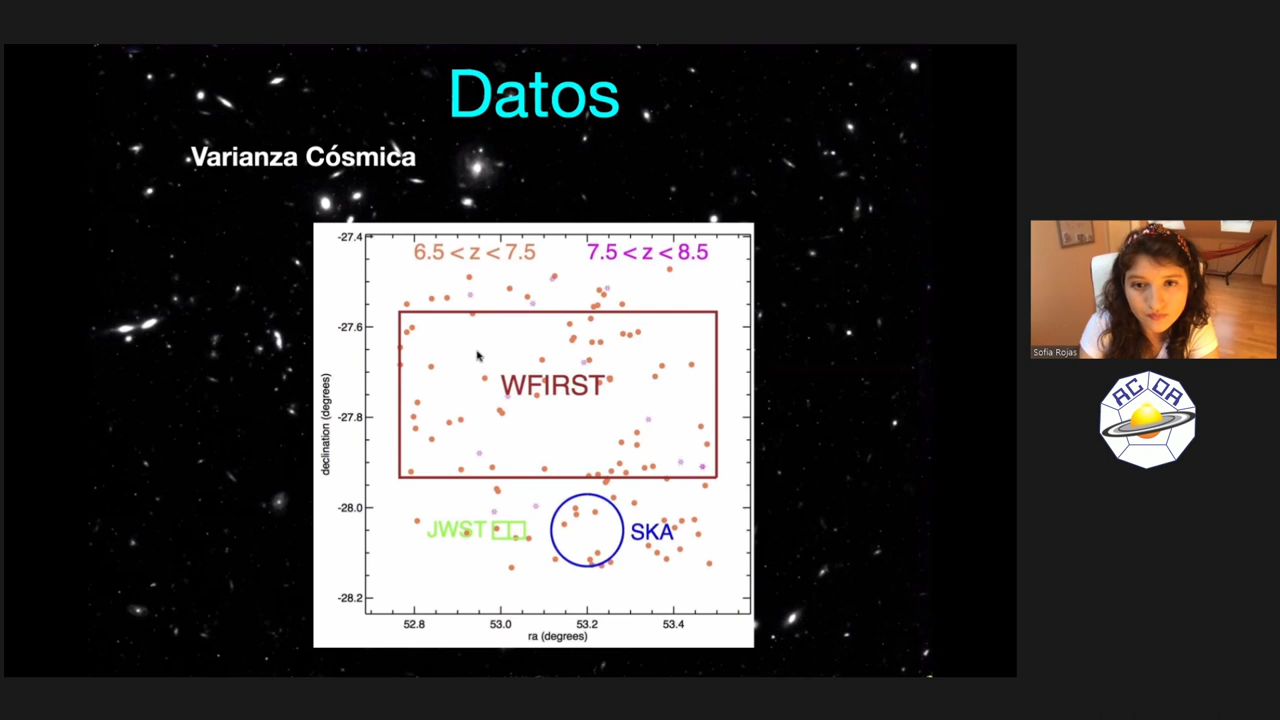 Datos
Varianza Cósmica
6.5 < z < 7.5
7.5 < z < 8.5
-27.4
-27.6
-27.8
-28.0
-28.2
declination (degrees)
WFIRST
JWST
SKA
52.8
53.0
53.2
53.4
ra (degrees)
Sofia Rojas
AC DA